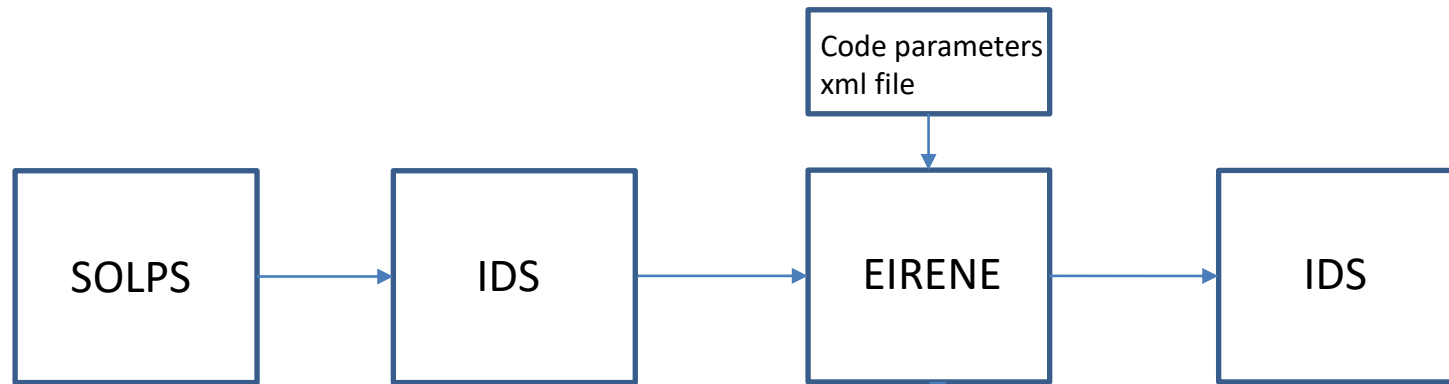 Code parameters
xml file
SOLPS
IDS
EIRENE
IDS